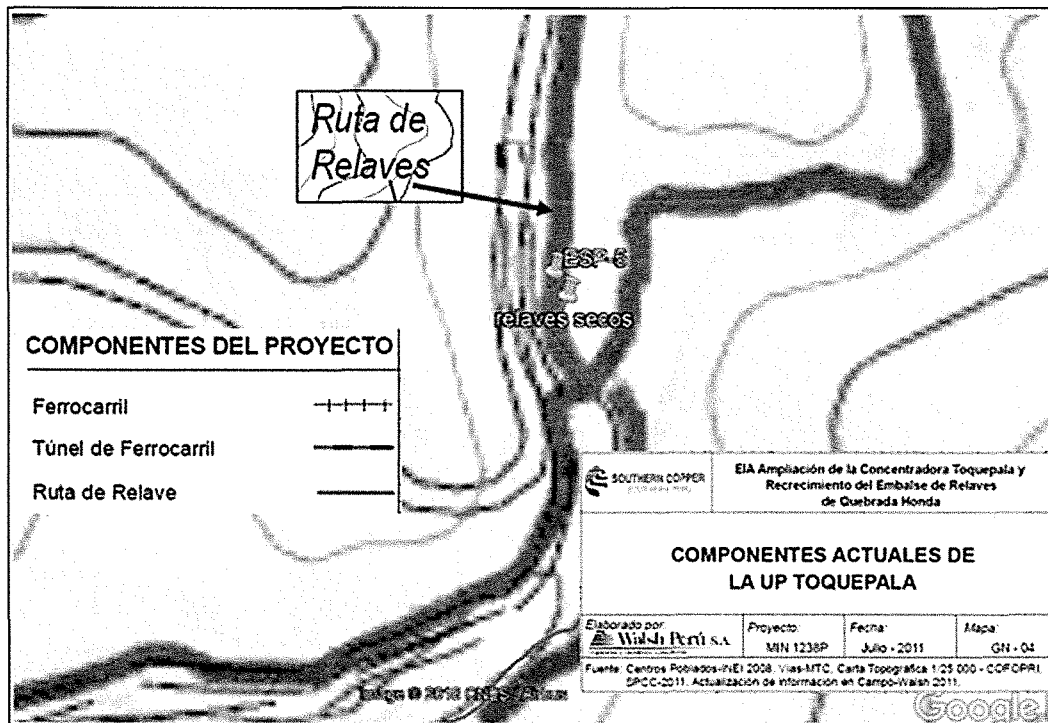 Ruta de
Relaves
ESP-6
relaves secos
COMPONENTES DEL PROYECTO
Ferrocarril
Túnel de Ferrocarril
Ruta de Relave
SOUTHERN COPPER
EIA Ampliación de la Concentradora Toquepala y
Recrecimiento del Embalse de Relaves
de Quebrada Honda
COMPONENTES ACTUALES DE
LA UP TOQUEPALA
Elaborado por:
Walsh Perú S.A.
Proyecto:
MIN 1238P
Fecha:
Julio - 2011
Mapa:
GN - 04
Fuente: Centros Poblados-INEI 2008, Vias-MTC, Carta Topográfica 1:25 000 - COFOPRI,
SPCC-2011, Actualización de información en Campo-Walsh 2011.
Google